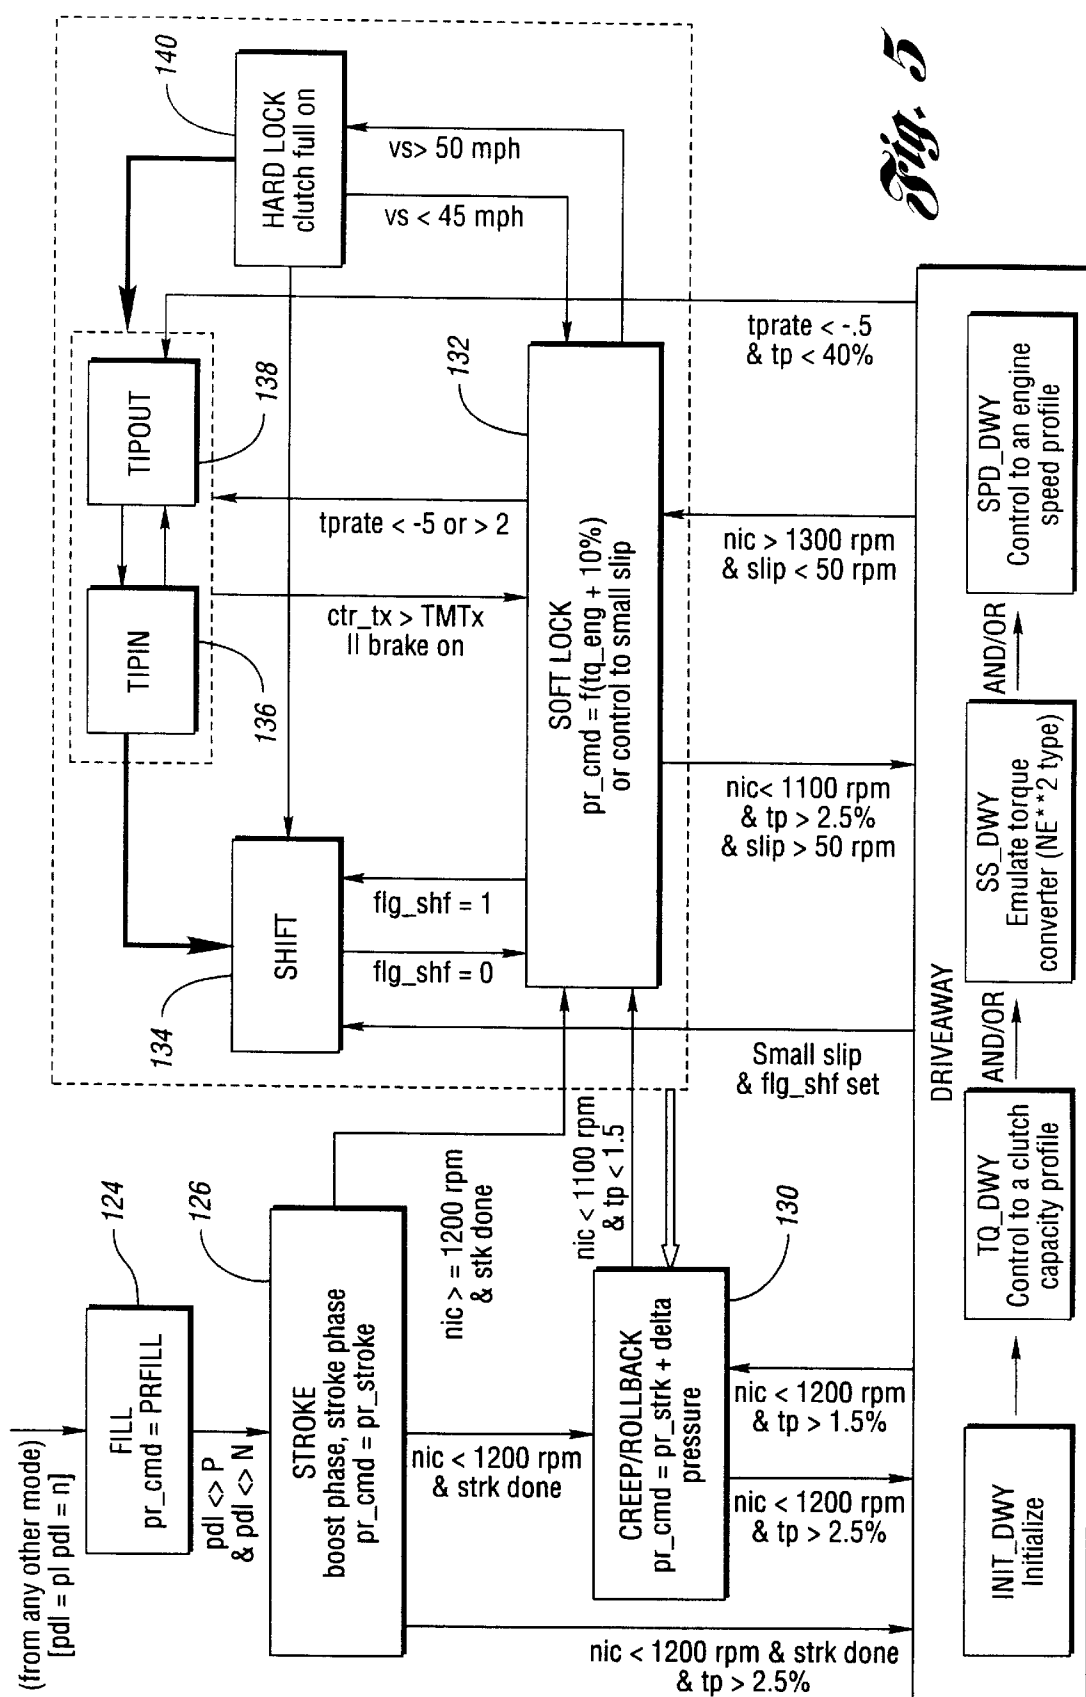 (from any other mode)
[pdl = pl pdl = n]
FILL
pr_cmd = PRFILL
124
pdl <> P
& pdl <> N
STROKE
boost phase, stroke phase
pr_cmd = pr_stroke
126
nic > = 1200 rpm
& stk done
nic < 1200 rpm
& strk done
nic < 1200 rpm & strk done
& tp > 2.5%
CREEP/ROLLBACK
pr_cmd = pr_strk + delta
pressure
130
nic < 1100 rpm
& tp < 1.5
nic < 1200 rpm
& tp > 1.5%
nic < 1200 rpm
& tp > 2.5%
SHIFT
134
flg_shf = 1
flg_shf = 0
TIPIN
136
TIPOUT
138
HARD LOCK
clutch full on
140
vs> 50 mph
vs < 45 mph
tprate < -5 or > 2
ctr_tx > TMTx
II brake on
SOFT LOCK
pr_cmd = f(tq_eng + 10%)
or control to small slip
132
Small slip
& flg_shf set
nic< 1100 rpm
& tp > 2.5%
& slip > 50 rpm
nic > 1300 rpm
& slip < 50 rpm
tprate < -.5
& tp < 40%
DRIVEAWAY
INIT_DWY
Initialize
TQ_DWY
Control to a clutch
capacity profile
AND/OR
SS_DWY
Emulate torque
converter (NE**2 type)
AND/OR
SPD_DWY
Control to an engine
speed profile
Fig. 5